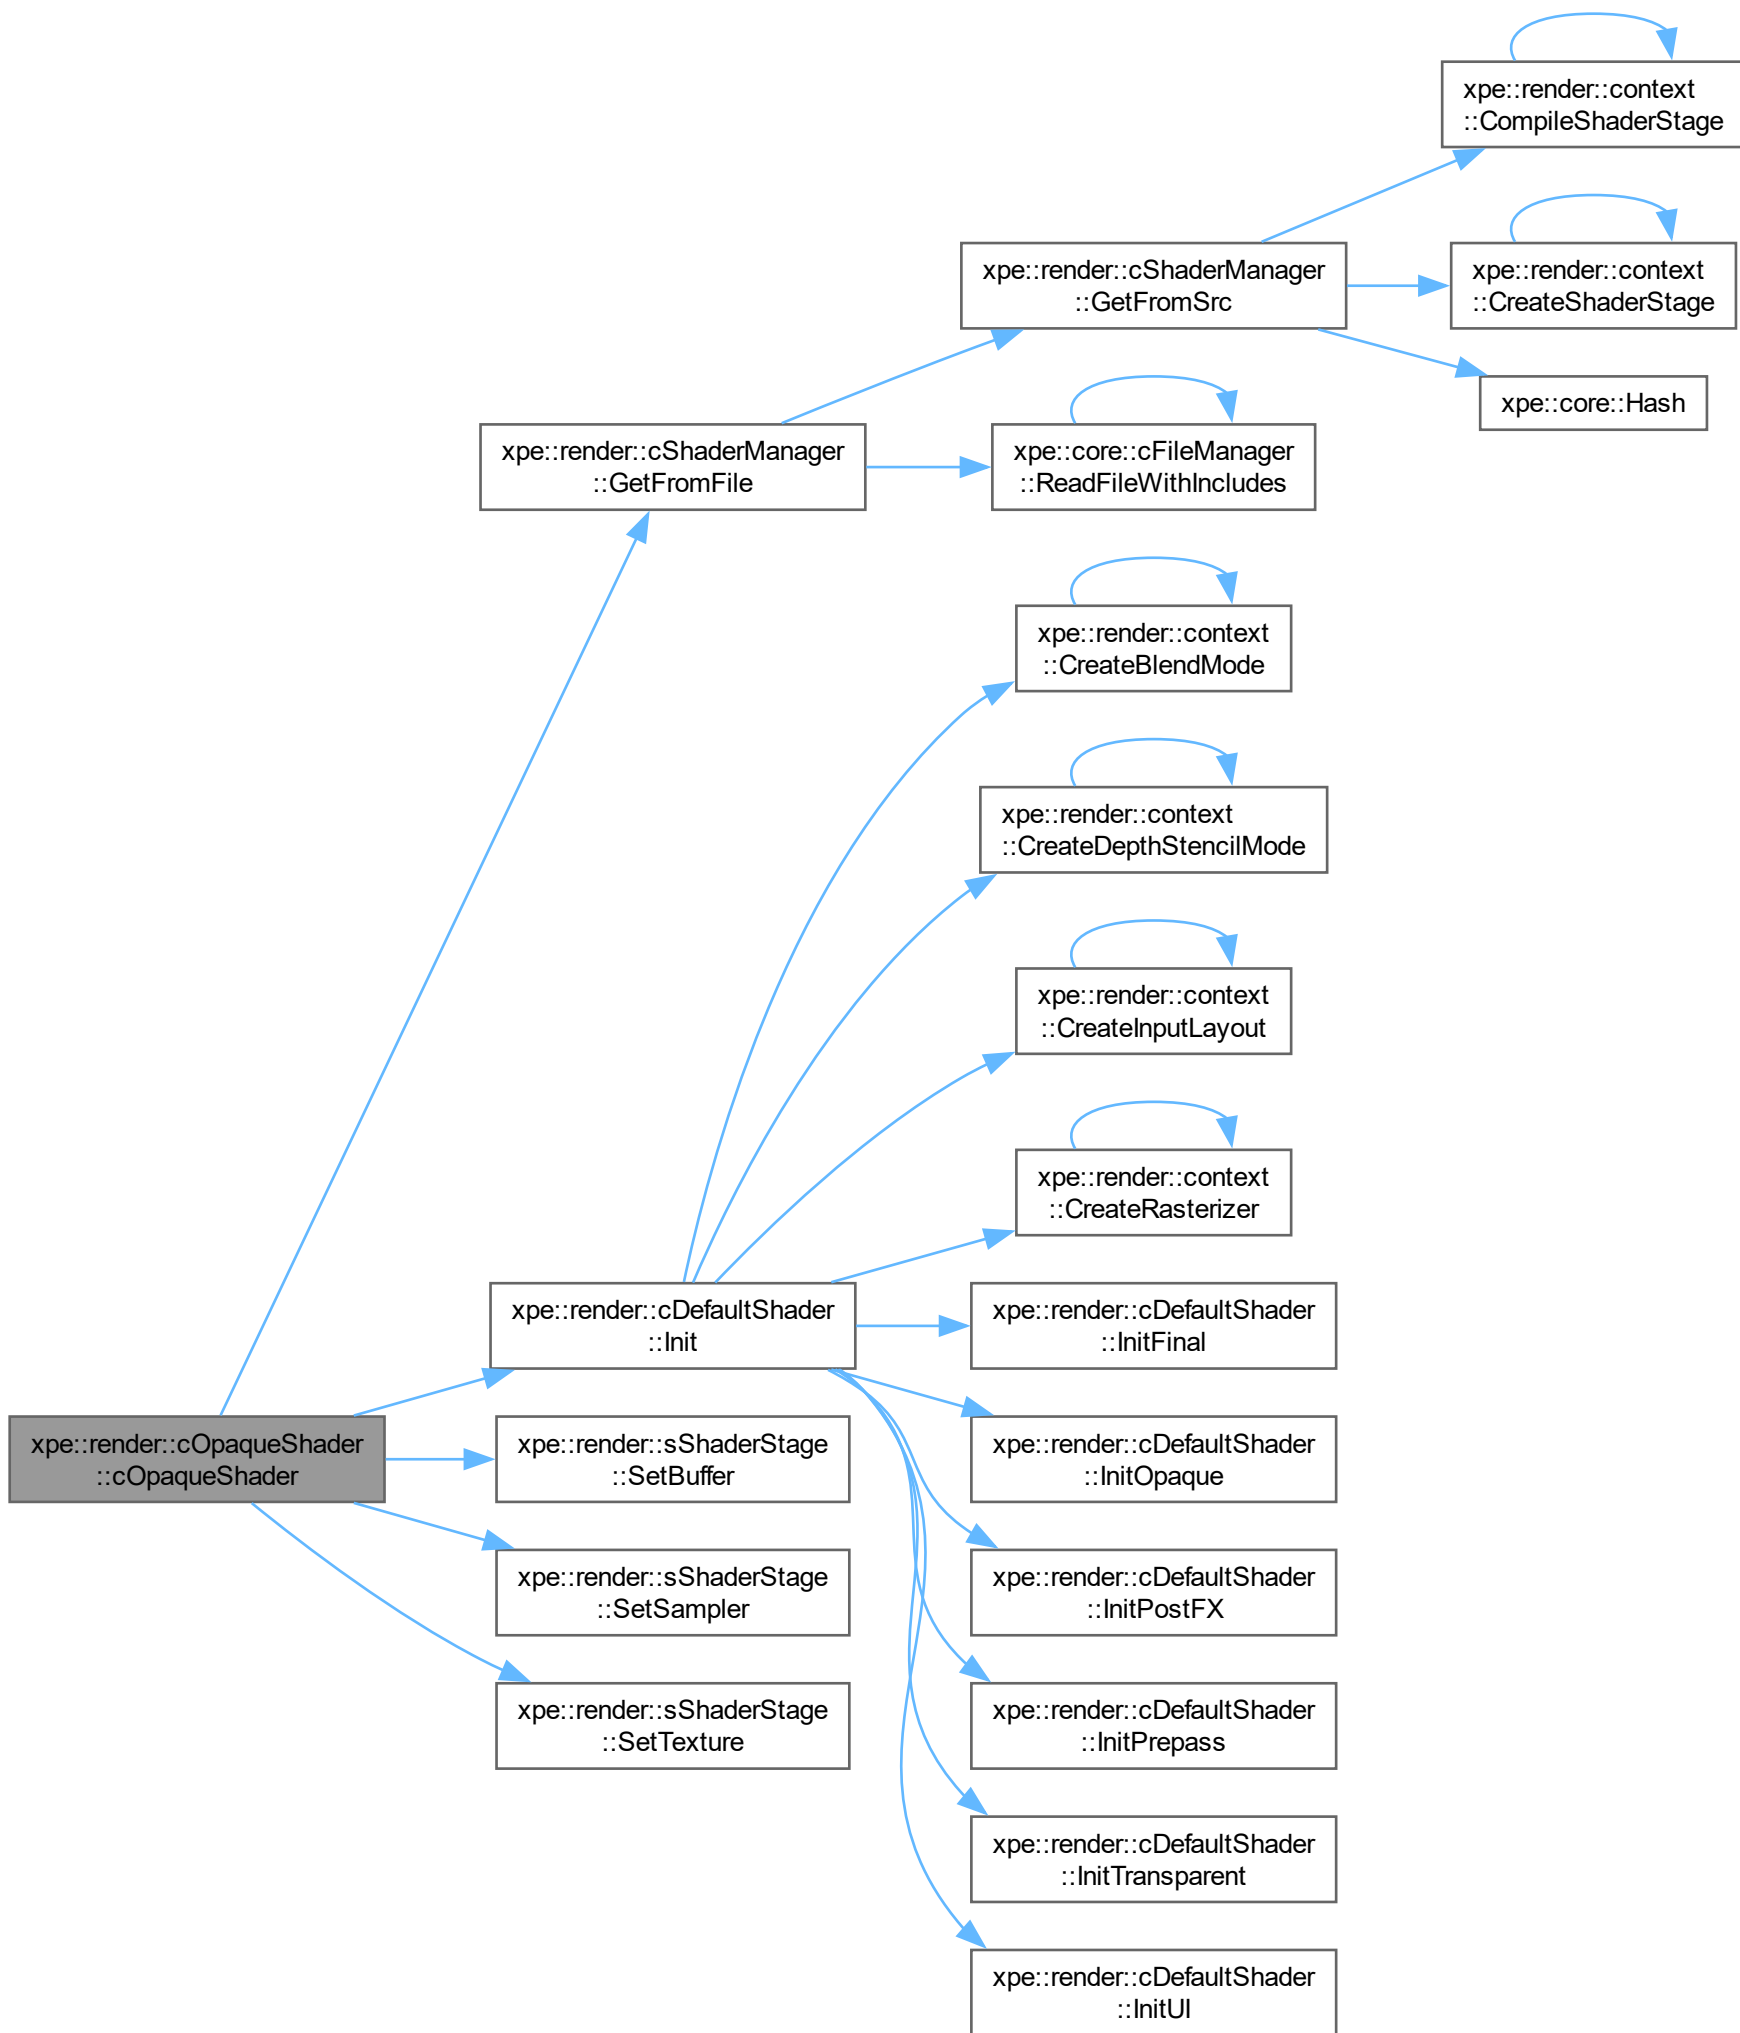 xpe::render::context
::CompileShaderStage
xpe::render::cShaderManager
::GetFromSrc
xpe::render::context
::CreateShaderStage
xpe::core::Hash
xpe::render::cShaderManager
::GetFromFile
xpe::core::cFileManager
::ReadFileWithIncludes
xpe::render::context
::CreateBlendMode
xpe::render::context
::CreateDepthStencilMode
xpe::render::context
::CreateInputLayout
xpe::render::context
::CreateRasterizer
xpe::render::cDefaultShader
::Init
xpe::render::cDefaultShader
::InitFinal
xpe::render::cOpaqueShader
::cOpaqueShader
xpe::render::sShaderStage
::SetBuffer
xpe::render::cDefaultShader
::InitOpaque
xpe::render::sShaderStage
::SetSampler
xpe::render::cDefaultShader
::InitPostFX
xpe::render::sShaderStage
::SetTexture
xpe::render::cDefaultShader
::InitPrepass
xpe::render::cDefaultShader
::InitTransparent
xpe::render::cDefaultShader
::InitUI